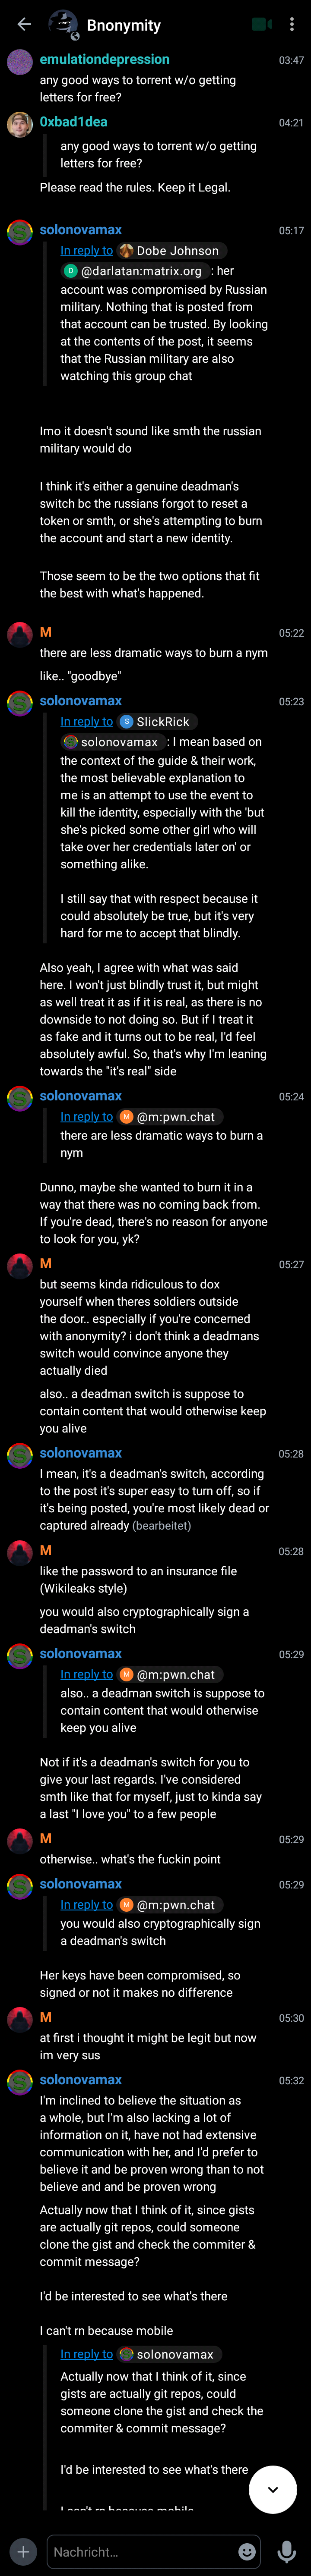 Bnonymity
emulationdepression 03:47
any good ways to torrent w/o getting
letters for free?
0xbad1dea 04:21
any good ways to torrent w/o getting
letters for free?
Please read the rules. Keep it Legal.
solonovamax 05:17
In reply to Dobe Johnson
D @darlatan:matrix.org : her
account was compromised by Russian
military. Nothing that is posted from
that account can be trusted. By looking
at the contents of the post, it seems
that the Russian military are also
watching this group chat
Imo it doesn't sound like smth the russian
military would do
I think it's either a genuine deadman's
switch bc the russians forgot to reset a
token or smth, or she's attempting to burn
the account and start a new identity.
Those seem to be the two options that fit
the best with what's happened.
M 05:22
there are less dramatic ways to burn a nym
like.. "goodbye"
solonovamax 05:23
In reply to S SlickRick
solonovamax : I mean based on
the context of the guide & their work,
the most believable explanation to
me is an attempt to use the event to
kill the identity, especially with the 'but
she's picked some other girl who will
take over her credentials later on' or
something alike.
I still say that with respect because it
could absolutely be true, but it's very
hard for me to accept that blindly.
Also yeah, I agree with what was said
here. I won't just blindly trust it, but might
as well treat it as if it is real, as there is no
downside to not doing so. But if I treat it
as fake and it turns out to be real, I'd feel
absolutely awful. So, that's why I'm leaning
towards the "it's real" side
solonovamax 05:24
In reply to M @m:pwn.chat
there are less dramatic ways to burn a
nym
Dunno, maybe she wanted to burn it in a
way that there was no coming back from.
If you're dead, there's no reason for anyone
to look for you, yk?
M 05:27
but seems kinda ridiculous to dox
yourself when theres soldiers outside
the door.. especially if you're concerned
with anonymity? i don't think a deadmans
switch would convince anyone they
actually died
also.. a deadman switch is suppose to
contain content that would otherwise keep
you alive
solonovamax 05:28
I mean, it's a deadman's switch, according
to the post it's super easy to turn off, so if
it's being posted, you're most likely dead or
captured already (bearbeitet)
M 05:28
like the password to an insurance file
(Wikileaks style)
you would also cryptographically sign a
deadman's switch
solonovamax 05:29
In reply to M @m:pwn.chat
also.. a deadman switch is suppose to
contain content that would otherwise
keep you alive
Not if it's a deadman's switch for you to
give your last regards. I've considered
smth like that for myself, just to kinda say
a last "I love you" to a few people
M 05:29
otherwise.. what's the fuckin point
solonovamax 05:29
In reply to M @m:pwn.chat
you would also cryptographically sign
a deadman's switch
Her keys have been compromised, so
signed or not it makes no difference
M 05:30
at first i thought it might be legit but now
im very sus
solonovamax 05:32
I'm inclined to believe the situation as
a whole, but I'm also lacking a lot of
information on it, have not had extensive
communication with her, and I'd prefer to
believe it and be proven wrong than to not
believe and and be proven wrong
Actually now that I think of it, since gists
are actually git repos, could someone
clone the gist and check the commiter &
commit message?
I'd be interested to see what's there
I can't rn because mobile
In reply to solonovamax
Actually now that I think of it, since
gists are actually git repos, could
someone clone the gist and check the
commiter & commit message?
I'd be interested to see what's there
I can't rn because mobile
Nachricht...